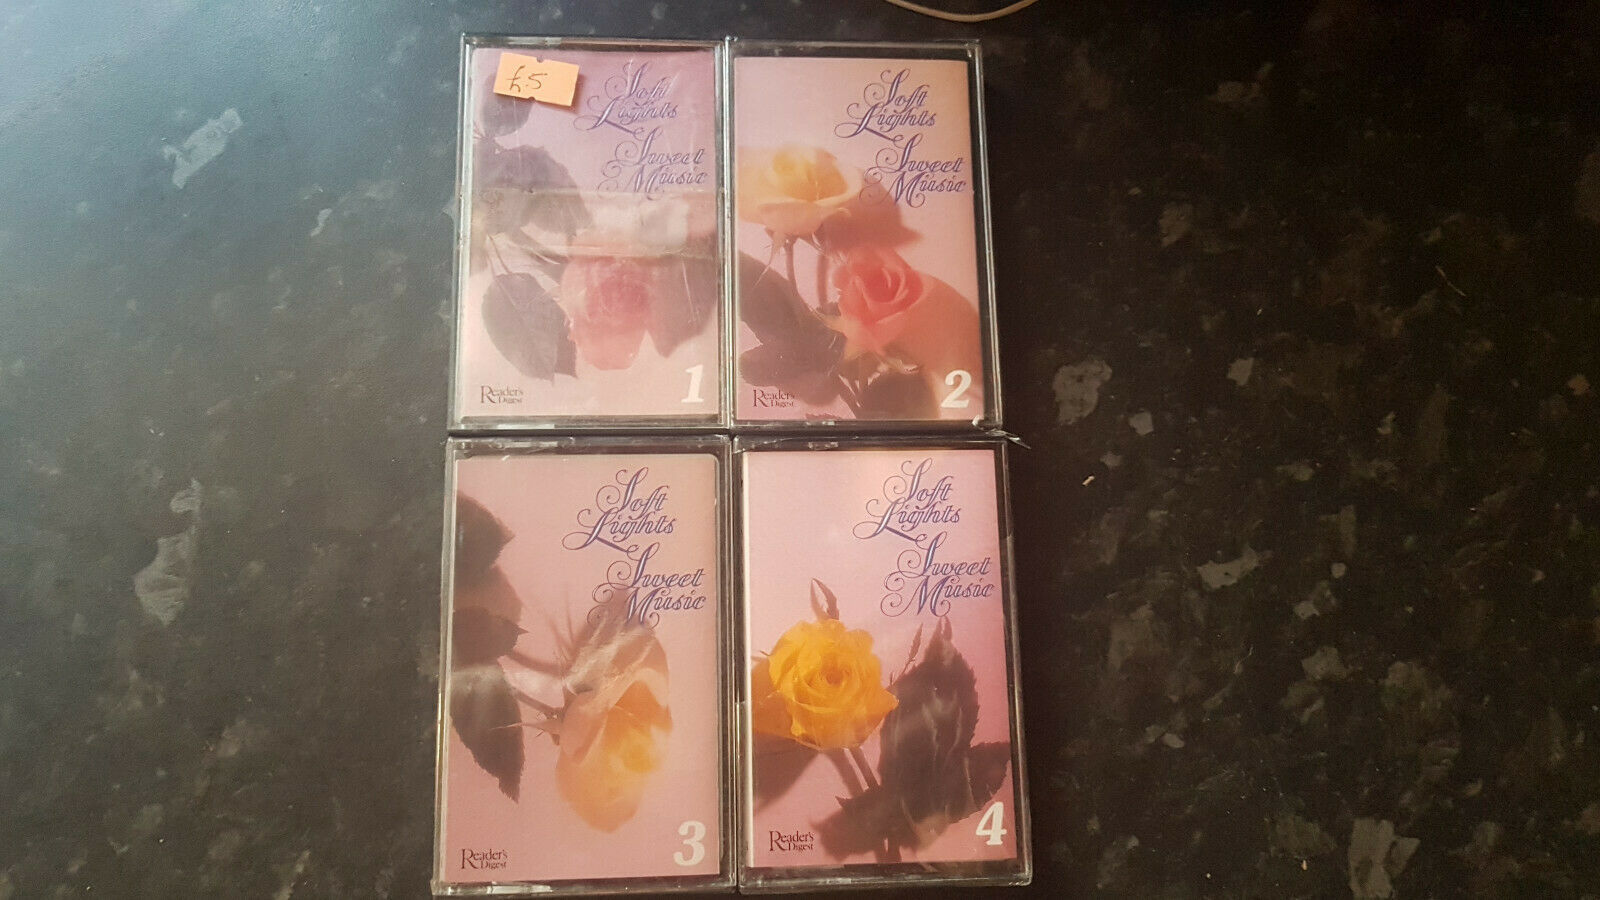 £5
Soft
Lights
Sweet
Music
Reader's
Digest
1
Soft
Lights
Sweet
Music
Reader's
Digest
2
Soft
Lights
Sweet
Music
Reader's
Digest
3
Soft
Lights
Sweet
Music
Reader's
Digest
4